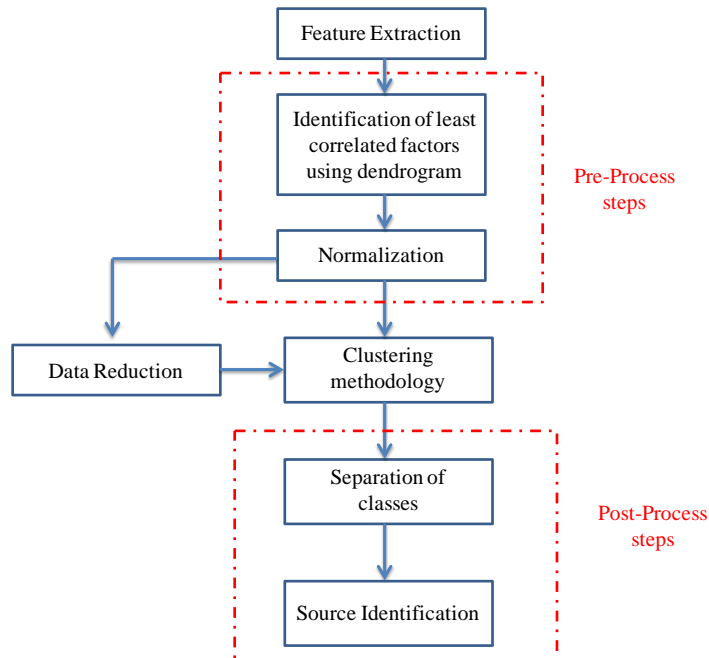 Feature Extraction
Identification of least
correlated factors
using dendrogram
Pre-Process
steps
Normalization
Data Reduction
Clustering
methodology
Separation of
classes
Post-Process
steps
Source Identification